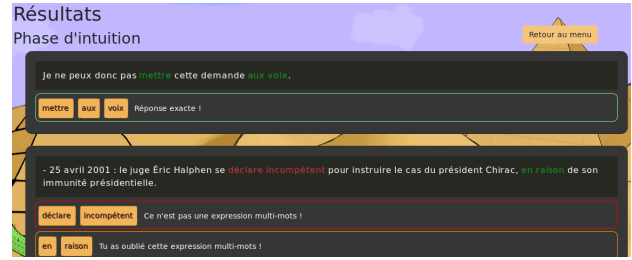 Résultats
Phase d'intuition
Retour au menu
Je ne peux donc pas mettre cette demande aux voix.
mettre aux voix Réponse exacte !
- 25 avril 2001 : le juge Éric Halphen se déclare incompétent pour instruire le cas du président Chirac, en raison de son
immunité présidentielle.
déclare incompétent Ce n'est pas une expression multi-mots !
en raison Tu as oublié cette expression multi-mots !